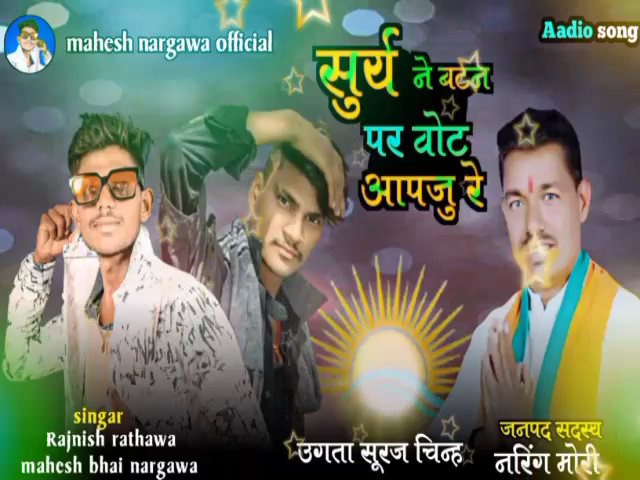 mahesh nargawa official
Aadio song
सुर्य ने बटन
पर वोट
आपजु रे
singar
Rajnish rathawa
mahesh bhai nargawa
उगता सूरज चिन्ह
जनपद सदस्य
नरिंग मोरी